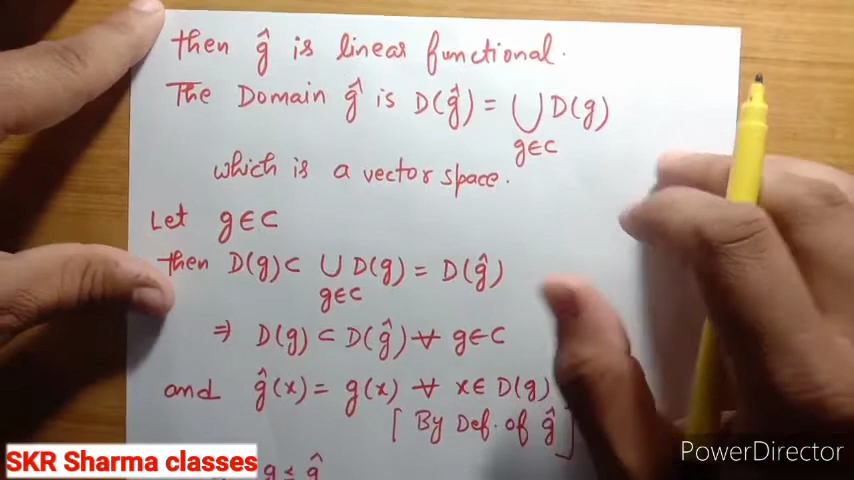 then ĝ is linear functional.
The Domain ĝ is D(ĝ) = ∪ D(g)
g∈C
which is a vector space.
Let g∈C
then D(g) ⊂ ∪ D(g) = D(ĝ)
g∈C
⇒ D(g) ⊂ D(ĝ) ∀ g∈C
and ĝ(x) = g(x) ∀ x∈ D(g)
[ By Def. of ĝ ]
g ≤ ĝ
SKR Sharma classes
PowerDirector